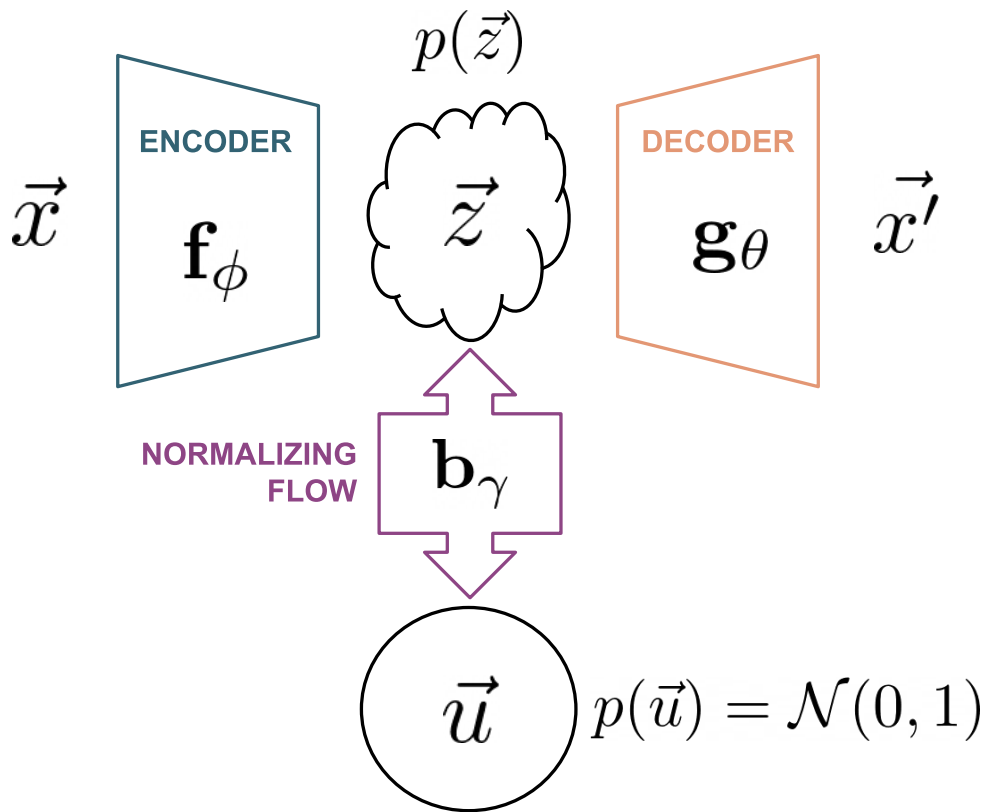 p(z⃗)
ENCODER
DECODER
x⃗
f_ϕ
z⃗
g_θ
x⃗′
NORMALIZING
FLOW
b_γ
u⃗
p(u⃗) = 𝒩(0, 1)